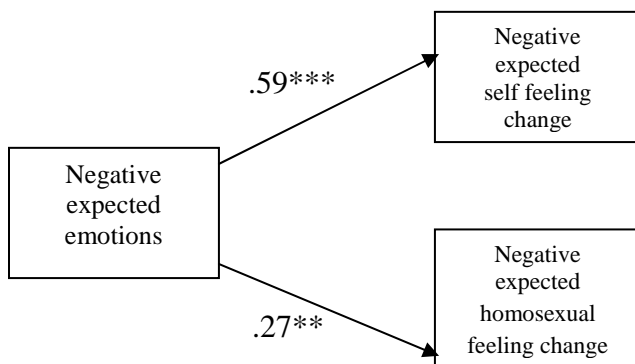 Negative
expected
self feeling
change
.59***
Negative
expected
emotions
Negative
expected
homosexual
feeling change
.27**